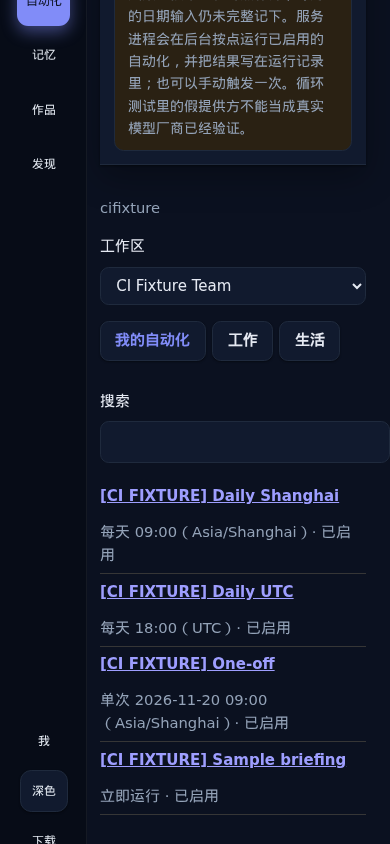 自动化
记忆
作品
发现
的日期输入仍未完整记下。服务
进程会在后台按点运行已启用的
自动化，并把结果写在运行记录
里；也可以手动触发一次。循环
测试里的假提供方不能当成真实
模型厂商已经验证。
cifixture
工作区
CI Fixture Team
我的自动化
工作
生活
搜索
[CI FIXTURE] Daily Shanghai
每天 09:00（Asia/Shanghai）· 已启
用
[CI FIXTURE] Daily UTC
每天 18:00（UTC）· 已启用
[CI FIXTURE] One-off
单次 2026-11-20 09:00
（Asia/Shanghai）· 已启用
[CI FIXTURE] Sample briefing
立即运行 · 已启用
我
深色
下载